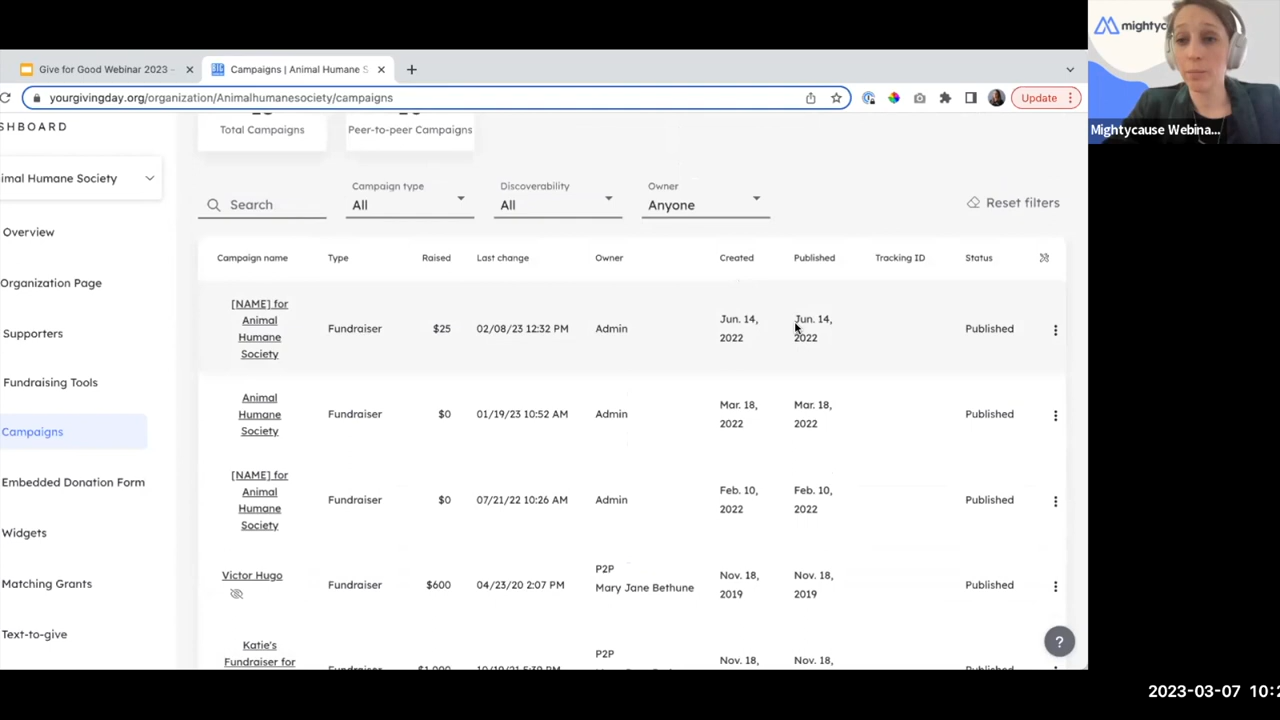 mightyc
Give for Good Webinar 2023 -
Campaigns | Animal Humane S
yourgivingday.org/organization/Animalhumanesociety/campaigns
Update
Mightycause Webina...
SHBOARD
Total Campaigns
Peer-to-peer Campaigns
imal Humane Society
Search
Campaign type
All
Discoverability
All
Owner
Anyone
Reset filters
Overview
Organization Page
Supporters
Fundraising Tools
Campaigns
Embedded Donation Form
Widgets
Matching Grants
Text-to-give
Campaign name
Type
Raised
Last change
Owner
Created
Published
Tracking ID
Status
[NAME] for
Animal
Humane
Society
Fundraiser
$25
02/08/23 12:32 PM
Admin
Jun. 14,
2022
Jun. 14,
2022
Published
Animal
Humane
Society
Fundraiser
$0
01/19/23 10:52 AM
Admin
Mar. 18,
2022
Mar. 18,
2022
Published
[NAME] for
Animal
Humane
Society
Fundraiser
$0
07/21/22 10:26 AM
Admin
Feb. 10,
2022
Feb. 10,
2022
Published
Victor Hugo
Fundraiser
$600
04/23/20 2:07 PM
P2P
Mary Jane Bethune
Nov. 18,
2019
Nov. 18,
2019
Published
Katie's
Fundraiser for
Fundraiser
P2P
Nov. 18,
Nov. 18,
Published
?
2023-03-07 10:2